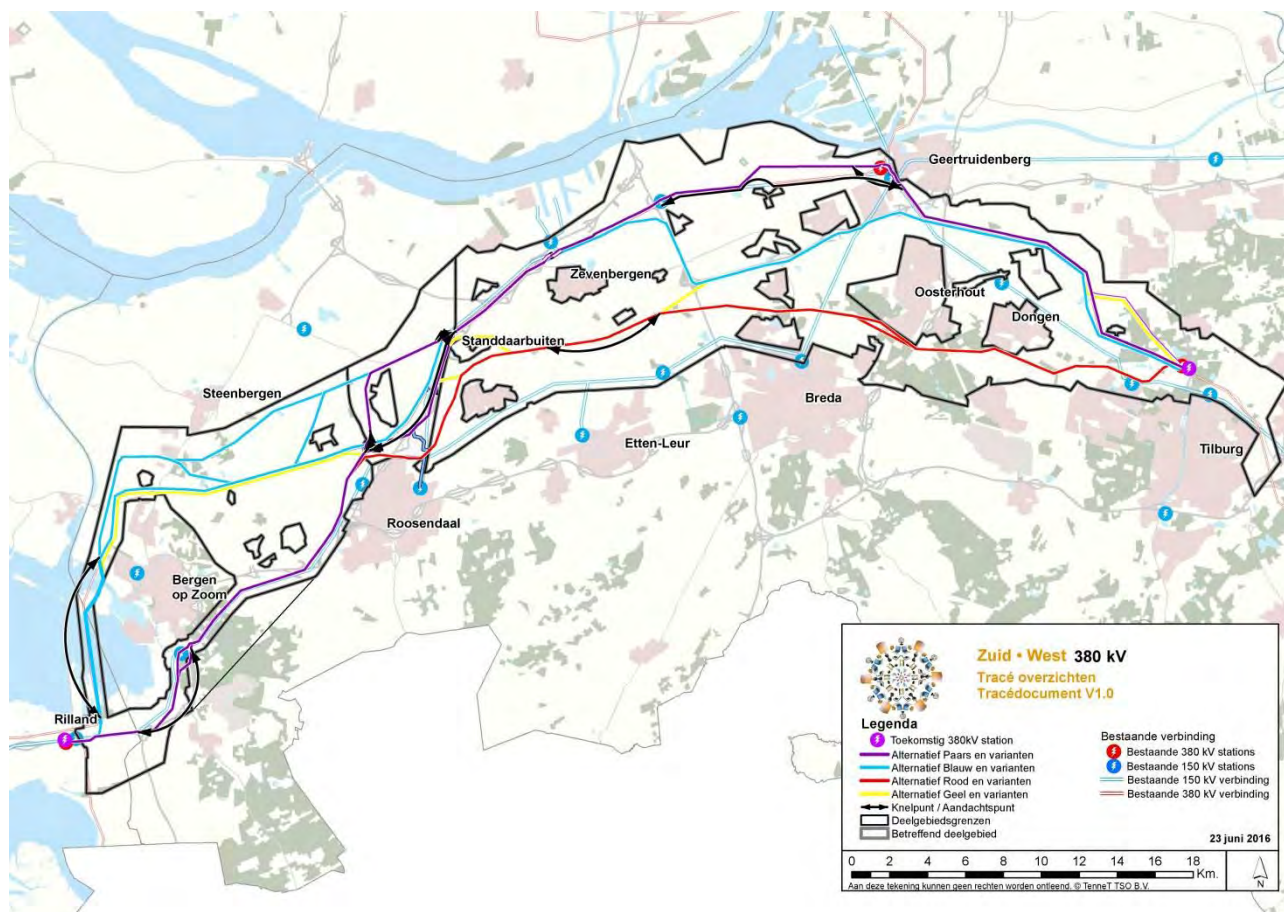 Geertruidenberg
Zevenbergen
Oosterhout
Dongen
Standdaarbuiten
Steenbergen
Breda
Etten-Leur
Tilburg
Roosendaal
Bergen
op Zoom
Rilland
Zuid • West 380 kV
Tracé overzichten
Tracédocument V1.0
Legenda
Toekomstig 380kV station
Alternatief Paars en varianten
Alternatief Blauw en varianten
Alternatief Rood en varianten
Alternatief Geel en varianten
Knelpunt / Aandachtspunt
Deelgebiedsgrenzen
Betreffend deelgebied
Bestaande verbinding
Bestaande 380 kV stations
Bestaande 150 kV stations
Bestaande 150 kV verbinding
Bestaande 380 kV verbinding
23 juni 2016
0 2 4 6 8 10 12 14 16 18
Km.
Aan deze tekening kunnen geen rechten worden ontleend. © TenneT TSO B.V.
N